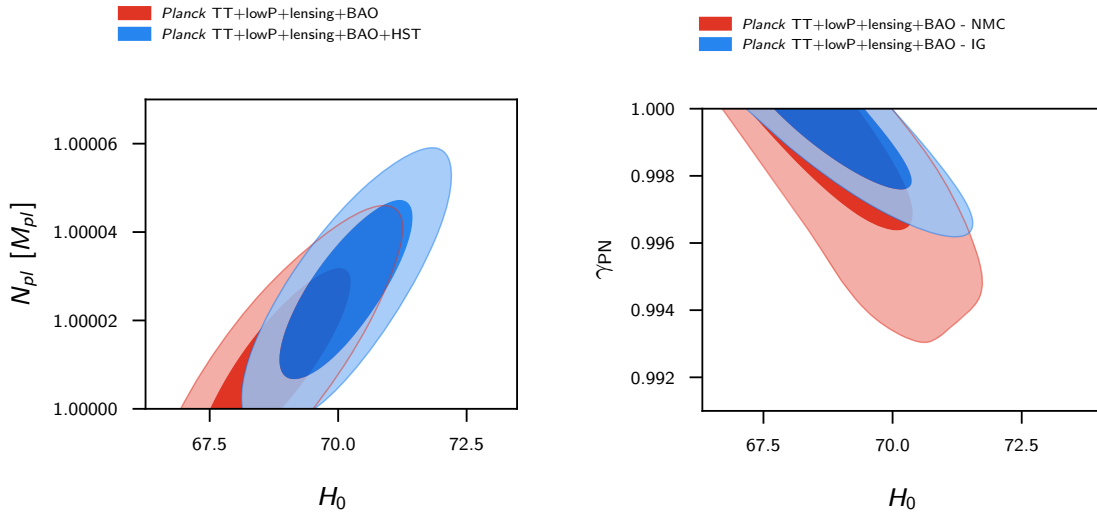 Planck TT+lowP+lensing+BAO
Planck TT+lowP+lensing+BAO+HST
1.00006
1.00004
1.00002
1.00000
N_pl [M_pl]
67.5 70.0 72.5
H_0
Planck TT+lowP+lensing+BAO - NMC
Planck TT+lowP+lensing+BAO - IG
1.000
0.998
0.996
0.994
0.992
γ_PN
67.5 70.0 72.5
H_0